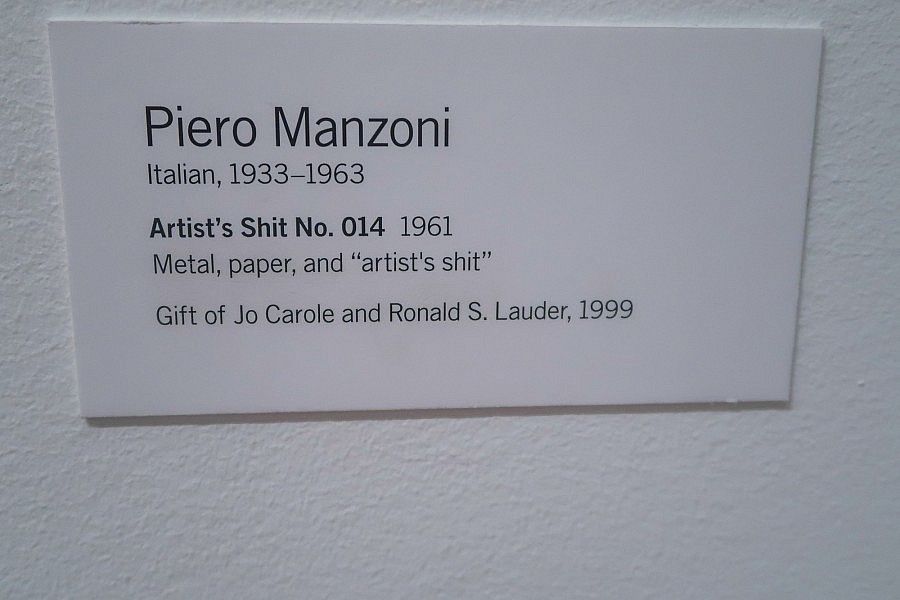 Piero Manzoni
Italian, 1933–1963
Artist’s Shit No. 014 1961
Metal, paper, and “artist's shit”
Gift of Jo Carole and Ronald S. Lauder, 1999